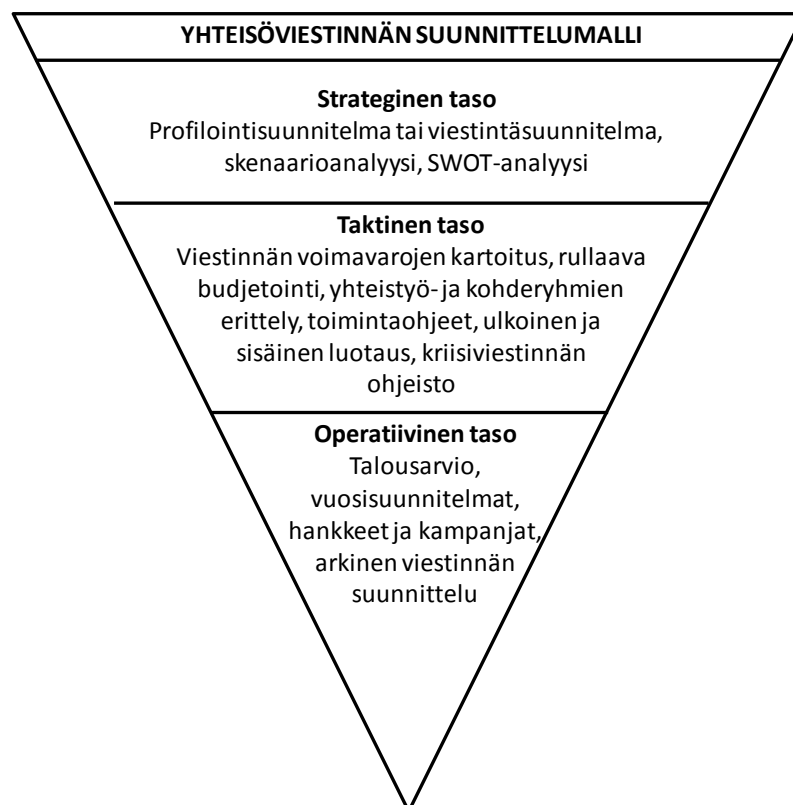 YHTEISÖVIESTINNÄN SUUNNITTELUMALLI
Strateginen taso
Profilointisuunnitelma tai viestintäsuunnitelma,
skenaarioanalyysi, SWOT-analyysi
Taktinen taso
Viestinnän voimavarojen kartoitus, rullaava
budjetointi, yhteistyö- ja kohderyhmien
erittely, toimintaohjeet, ulkoinen ja
sisäinen luotaus, kriisiviestinnän
ohjeisto
Operatiivinen taso
Talousarvio,
vuosisuunnitelmat,
hankkeet ja kampanjat,
arkinen viestinnän
suunnittelu